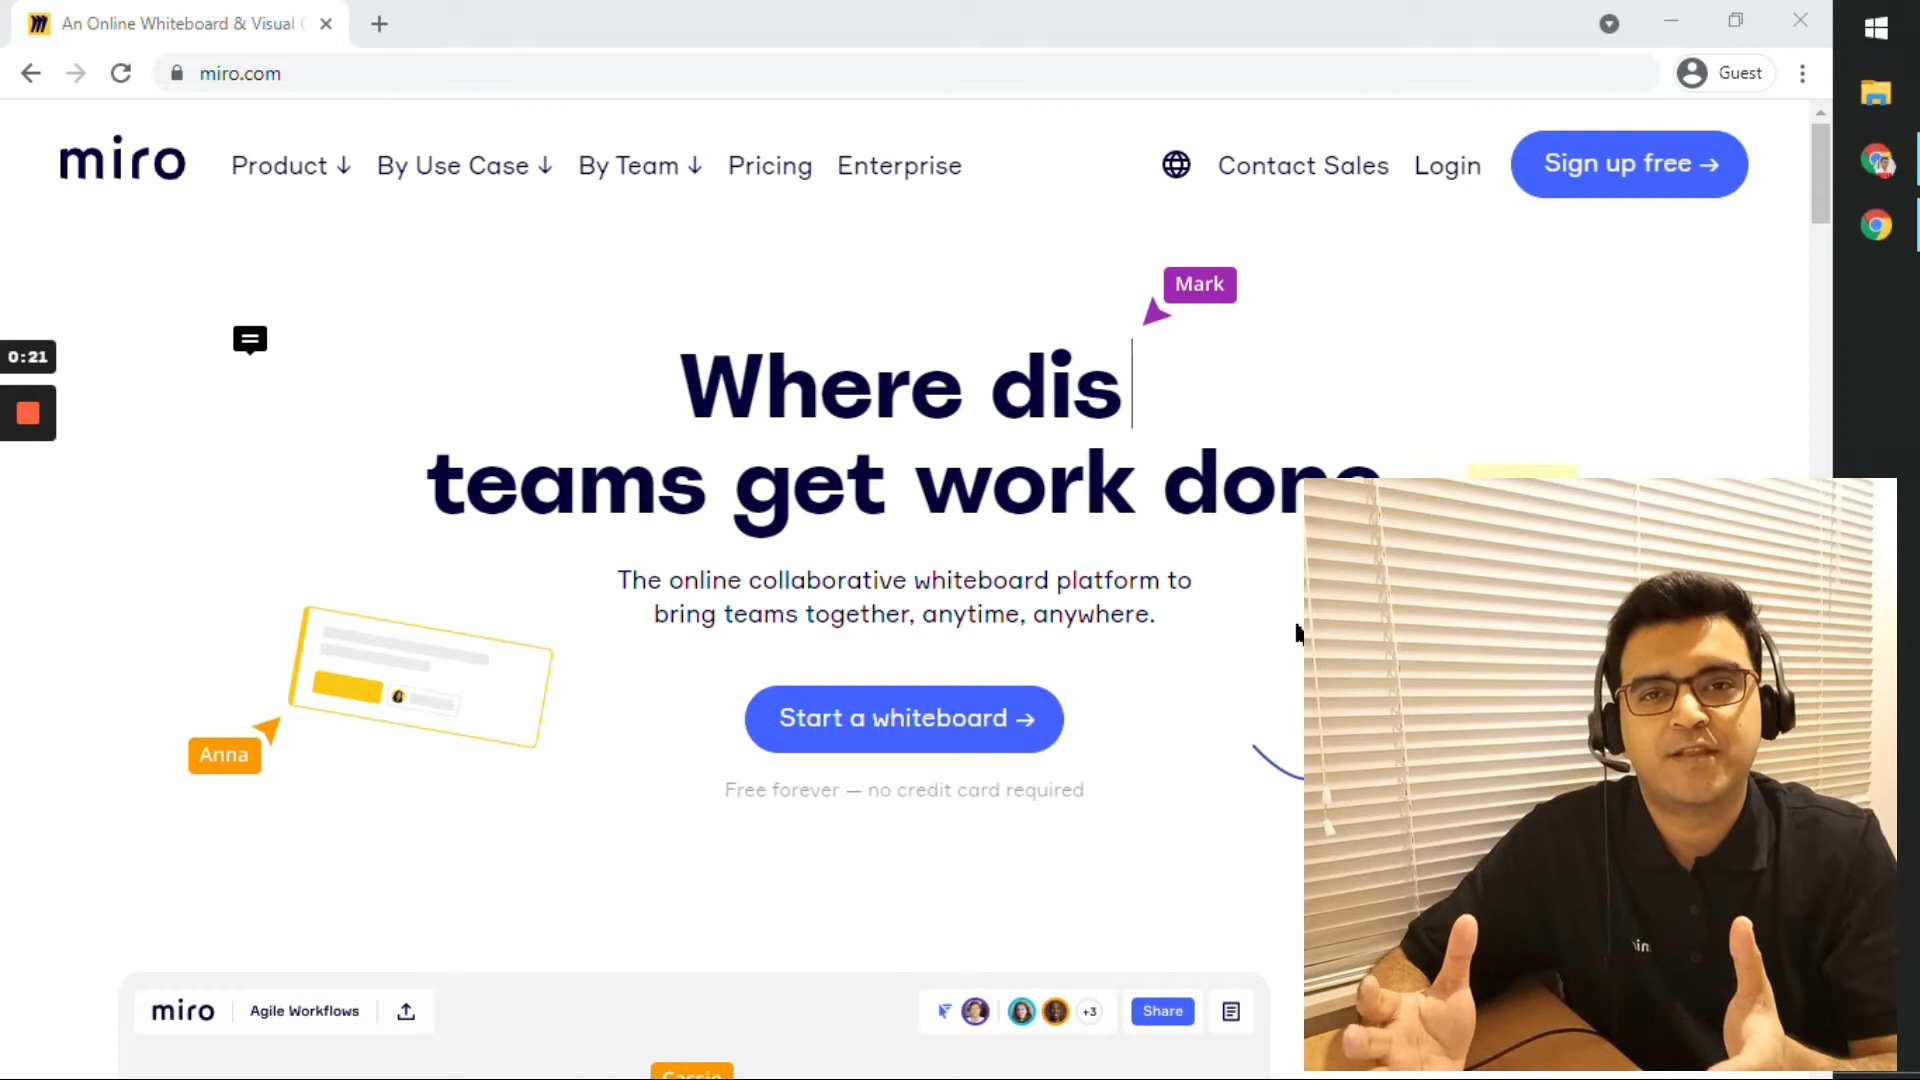 An Online Whiteboard & Visual
miro.com
Guest
miro
Product ↓
By Use Case ↓
By Team ↓
Pricing
Enterprise
Contact Sales
Login
Sign up free →
Mark
0:21
Where dis
teams get work done
The online collaborative whiteboard platform to
bring teams together, anytime, anywhere.
Anna
Start a whiteboard →
Free forever — no credit card required
miro
Agile Workflows
+3
Share
Cassie